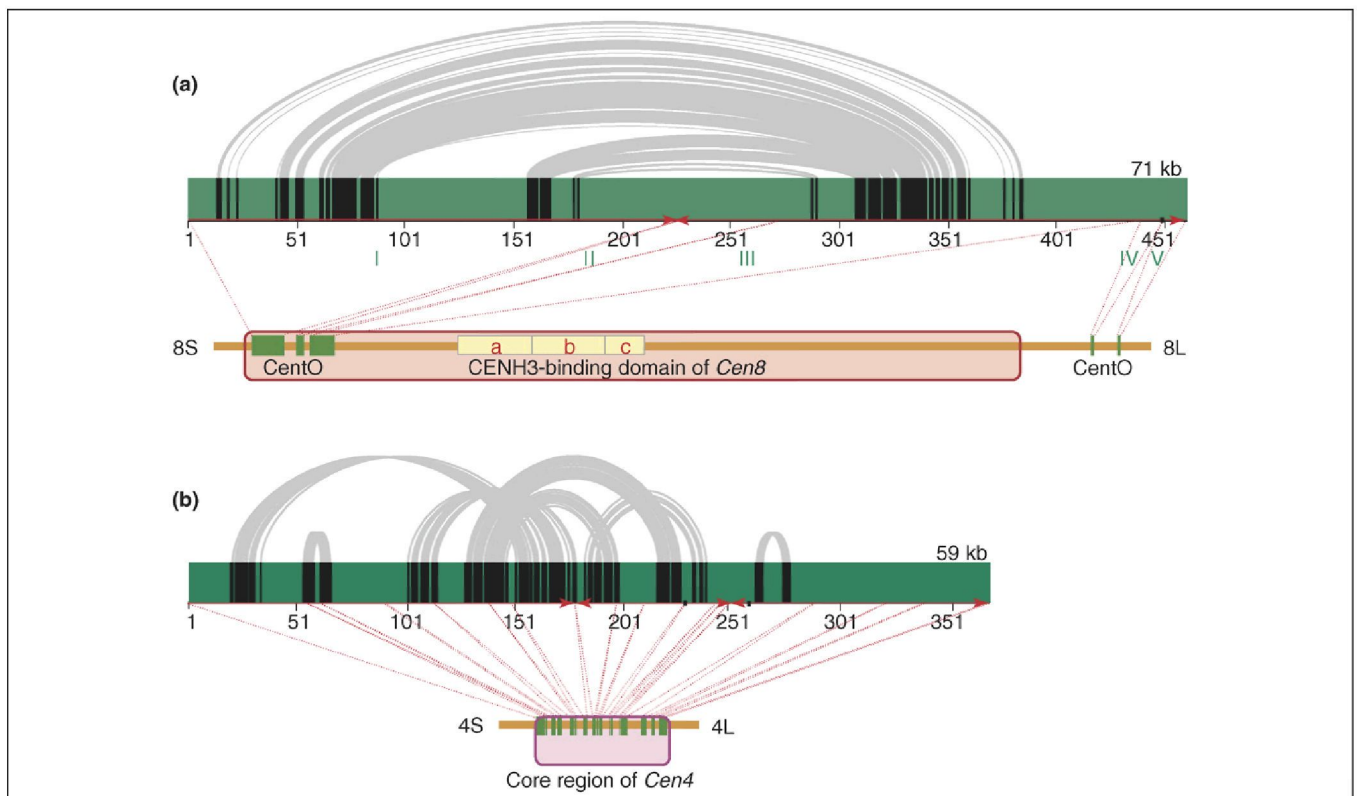 (a)
71 kb
1 51 101 151 201 251 301 351 401 451
I II III IV V
8S a b c 8L
CentO CENH3-binding domain of Cen8 CentO
(b)
59 kb
1 51 101 151 201 251 301 351
4S 4L
Core region of Cen4